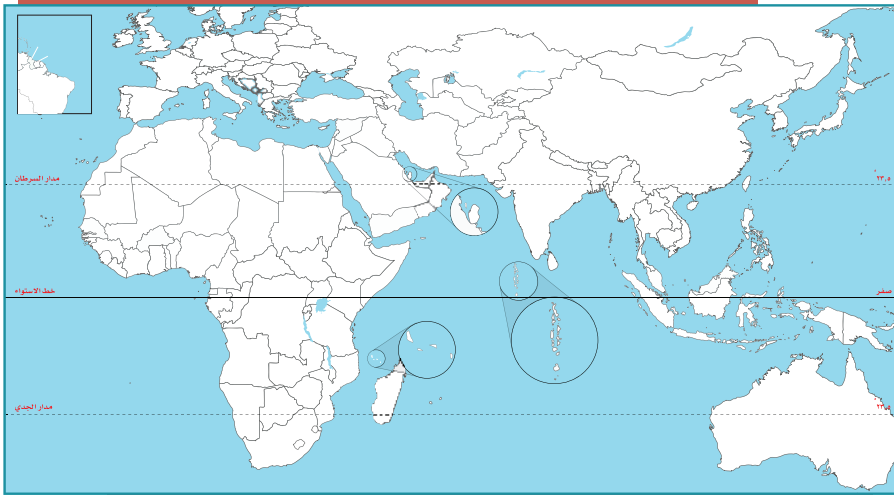 مدار السرطان
٢٣٫٥
خط الاستواء
صفر
مدار الجدي
٢٣٫٥